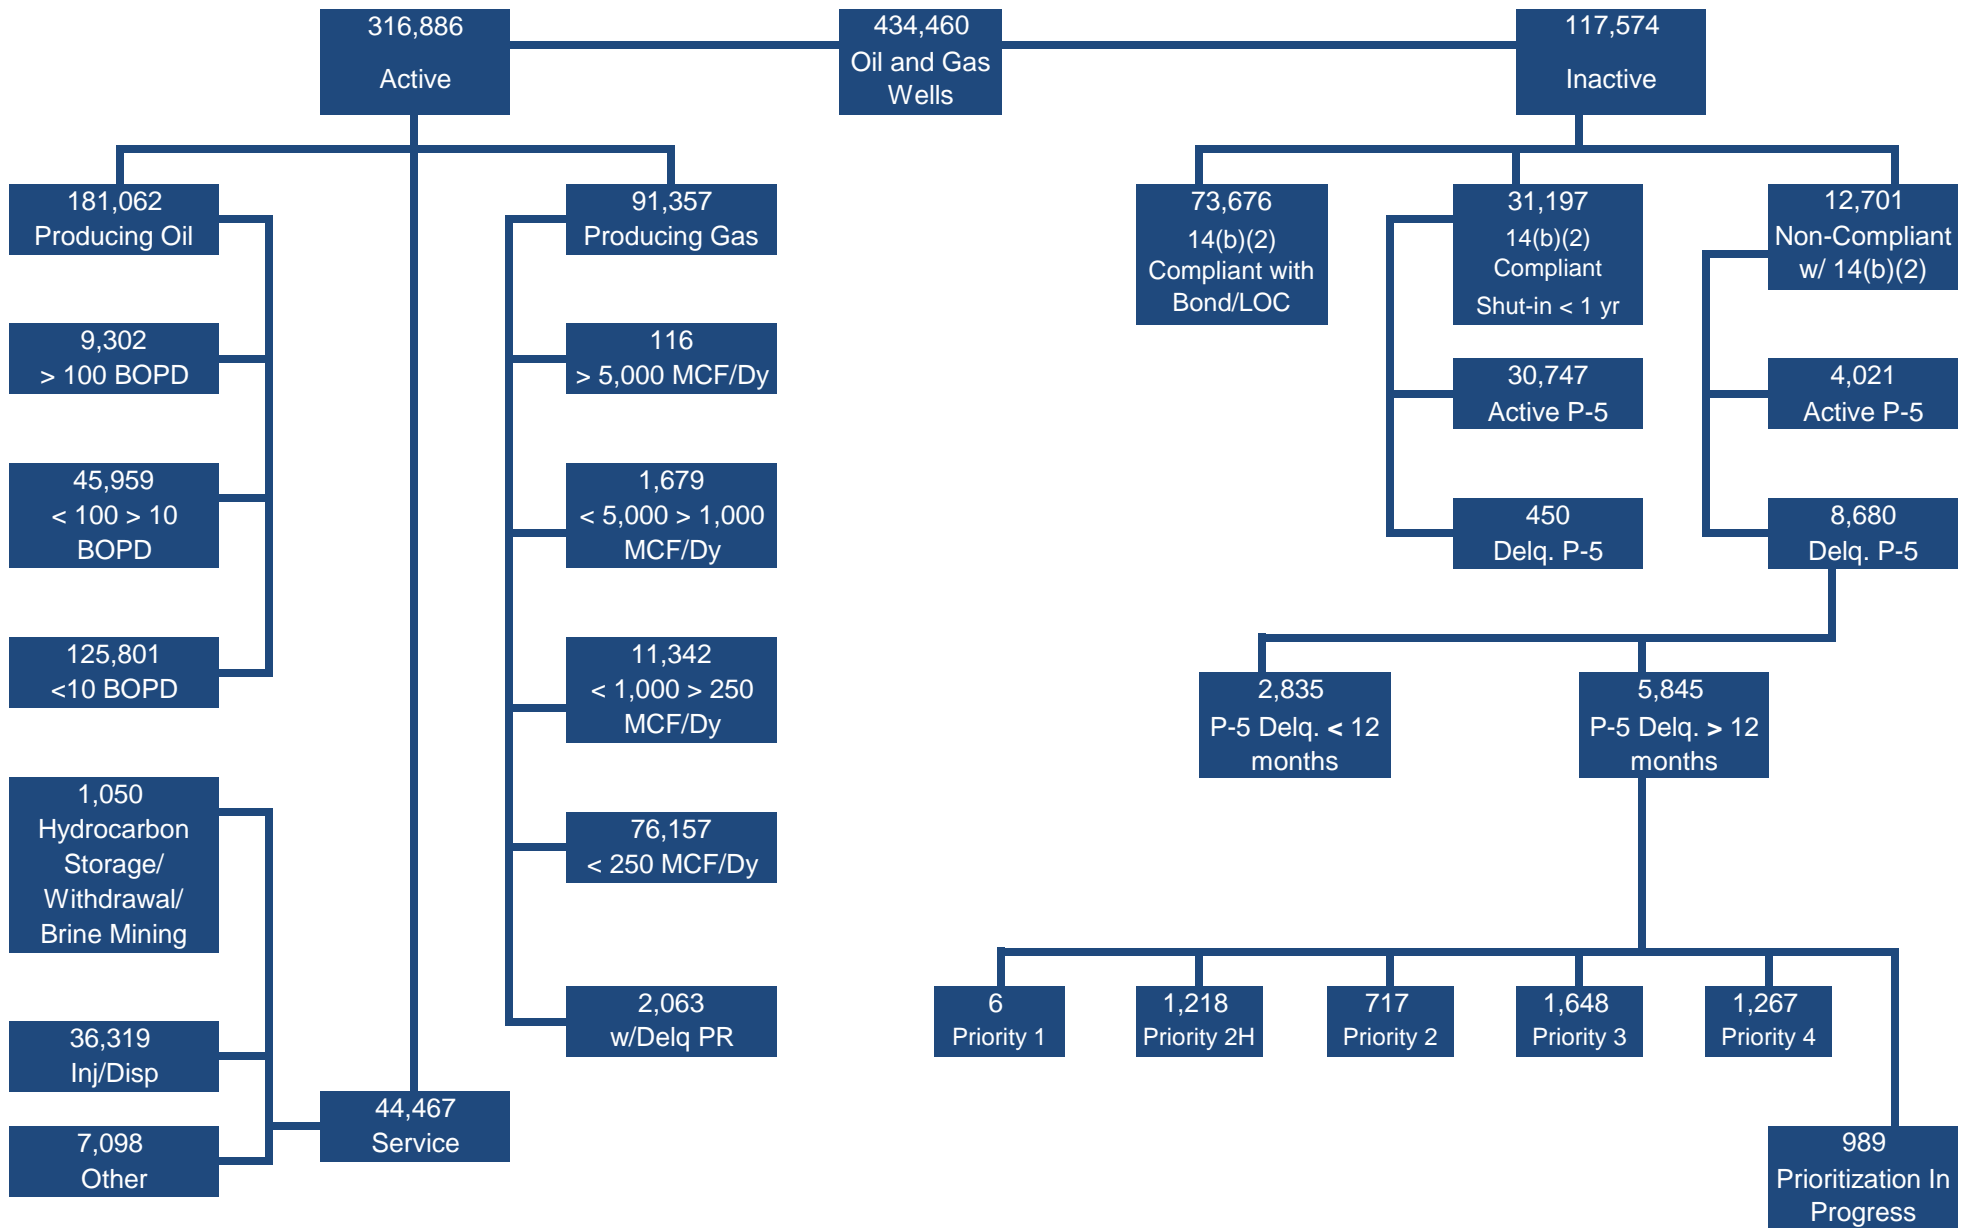 316,886
Active
434,460
Oil and Gas
Wells
117,574
Inactive
181,062
Producing Oil
91,357
Producing Gas
73,676
14(b)(2)
Compliant with
Bond/LOC
31,197
14(b)(2)
Compliant
Shut-in < 1 yr
12,701
Non-Compliant
w/ 14(b)(2)
9,302
> 100 BOPD
116
> 5,000 MCF/Dy
30,747
Active P-5
4,021
Active P-5
45,959
< 100 > 10
BOPD
1,679
< 5,000 > 1,000
MCF/Dy
450
Delq. P-5
8,680
Delq. P-5
125,801
<10 BOPD
11,342
< 1,000 > 250
MCF/Dy
2,835
P-5 Delq. < 12
months
5,845
P-5 Delq. > 12
months
1,050
Hydrocarbon
Storage/
Withdrawal/
Brine Mining
76,157
< 250 MCF/Dy
2,063
w/Delq PR
6
Priority 1
1,218
Priority 2H
717
Priority 2
1,648
Priority 3
1,267
Priority 4
36,319
Inj/Disp
44,467
Service
7,098
Other
989
Prioritization In
Progress